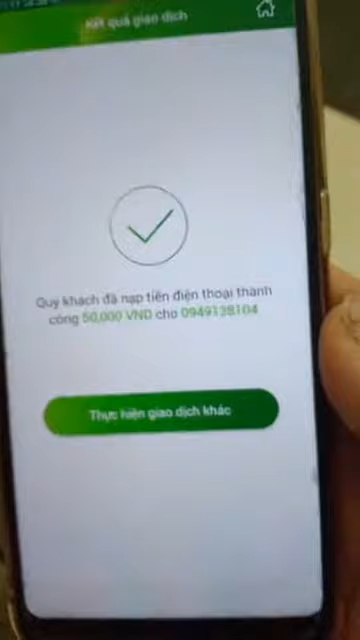 Kết quả giao dịch
Quý khách đã nạp tiền điện thoại thành
công 50,000 VND cho 0949138104
Thực hiện giao dịch khác